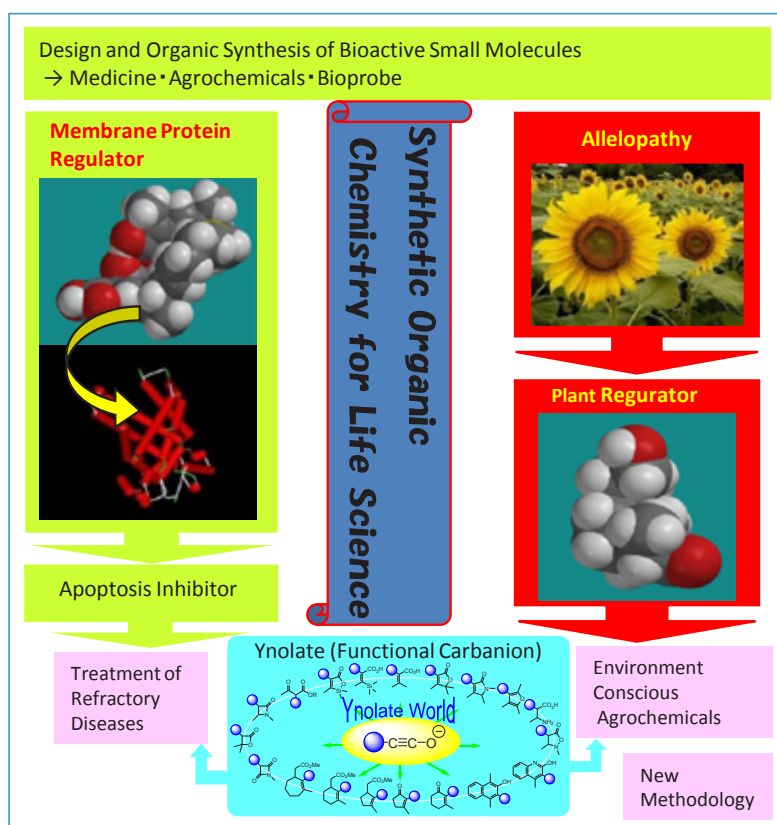 Design and Organic Synthesis of Bioactive Small Molecules
→ Medicine・Agrochemicals・Bioprobe
Membrane Protein
Regulator
Synthetic Organic
Chemistry for Life Science
Allelopathy
Plant Regurator
Apoptosis Inhibitor
Treatment of
Refractory
Diseases
Ynolate (Functional Carbanion)
Ynolate World
C≡C–O⊖
Environment
Conscious
Agrochemicals
New
Methodology